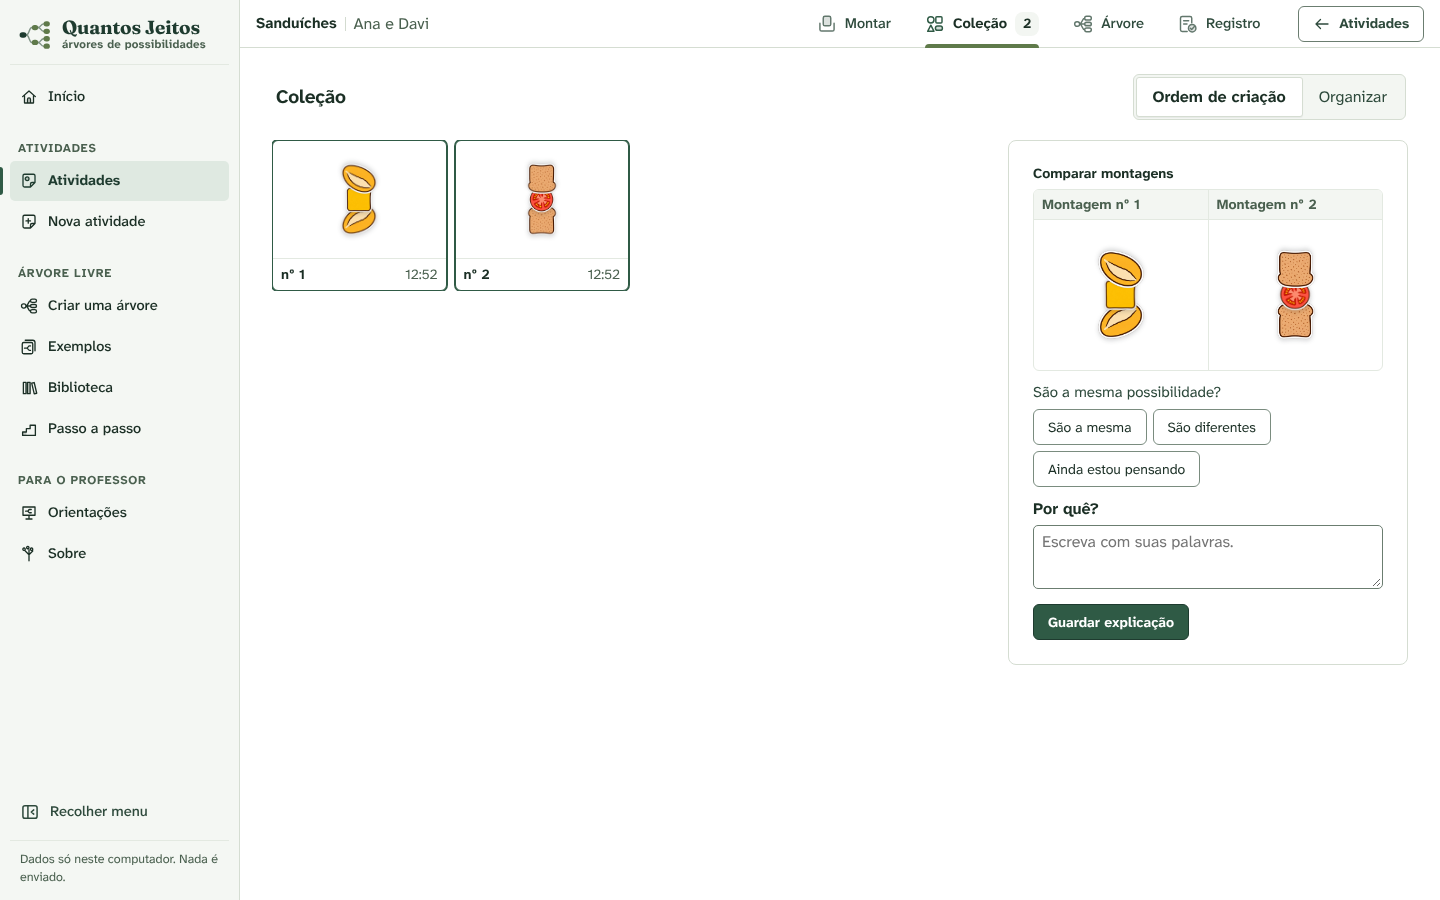 Quantos Jeitos
árvores de possibilidades
Início
ATIVIDADES
Atividades
Nova atividade
ÁRVORE LIVRE
Criar uma árvore
Exemplos
Biblioteca
Passo a passo
PARA O PROFESSOR
Orientações
Sobre
Recolher menu
Dados só neste computador. Nada é
enviado.
Sanduíches Ana e Davi
Montar
Coleção 2
Árvore
Registro
← Atividades
Coleção
Ordem de criação
Organizar
nº 1 12:52
nº 2 12:52
Comparar montagens
Montagem nº 1
Montagem nº 2
São a mesma possibilidade?
São a mesma
São diferentes
Ainda estou pensando
Por quê?
Escreva com suas palavras.
Guardar explicação